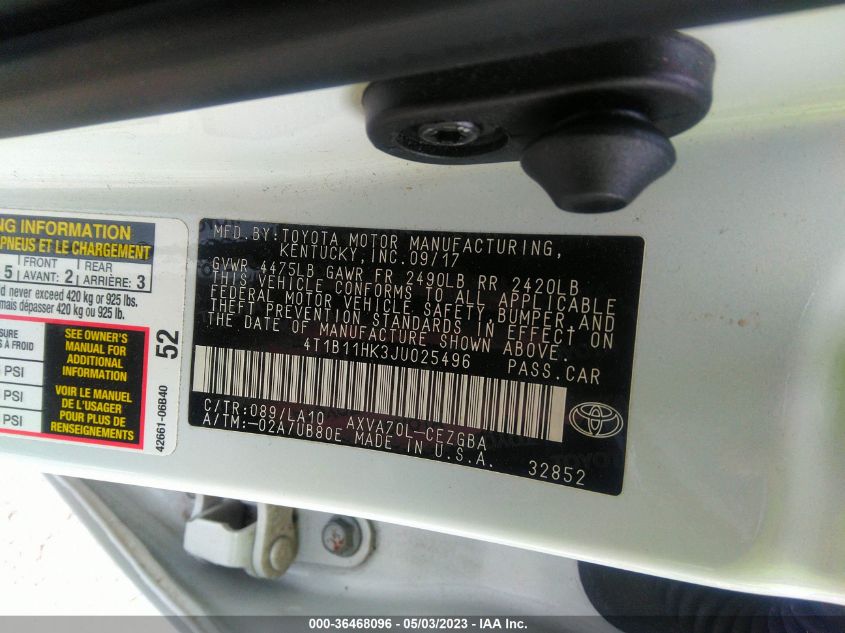 NG INFORMATION
PNEUS ET LE CHARGEMENT
5 FRONT AVANT: 2 REAR ARRIÈRE: 3
d never exceed 420 kg or 925 lbs.
mais dépasser 420 kg ou 925 lb.
SURE
S À FROID
PSI
PSI
PSI
SEE OWNER'S
MANUAL FOR
ADDITIONAL
INFORMATION
VOIR LE MANUEL
DE L'USAGER
POUR PLUS DE
RENSEIGNEMENTS
52
42661-06B40
MFD.BY:TOYOTA MOTOR MANUFACTURING,
KENTUCKY,INC.09/17
GVWR 4475LB GAWR FR 2490LB RR 2420LB
THIS VEHICLE CONFORMS TO ALL APPLICABLE
FEDERAL MOTOR VEHICLE SAFETY, BUMPER,AND
THEFT PREVENTION STANDARDS IN EFFECT ON
THE DATE OF MANUFACTURE SHOWN ABOVE.
4T1B11HK3JU025496 PASS.CAR
C/TR:089/LA10 AXVA70L-CEZGBA
A/TM:-02A/UB80E MADE IN U.S.A.
32852
000-36468096 - 05/03/2023 - IAA Inc.